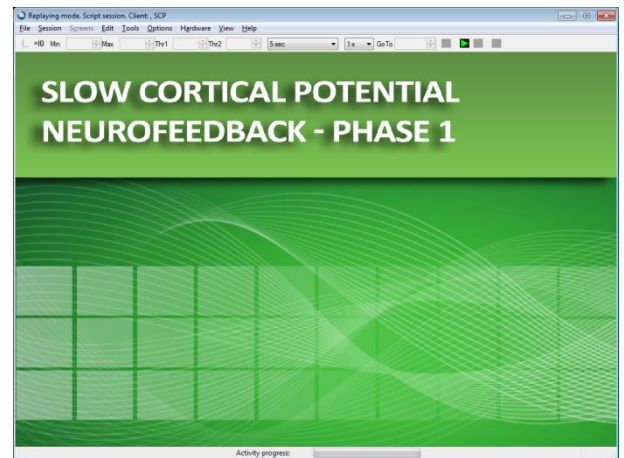 Replaying mode. Script session. Client: , SCP
File Session Screens Edit Tools Options Hardware View Help
×10 Min Max Thr1 Thr2 5 sec 1 x GoTo
SLOW CORTICAL POTENTIAL
NEUROFEEDBACK - PHASE 1
Activity progress: